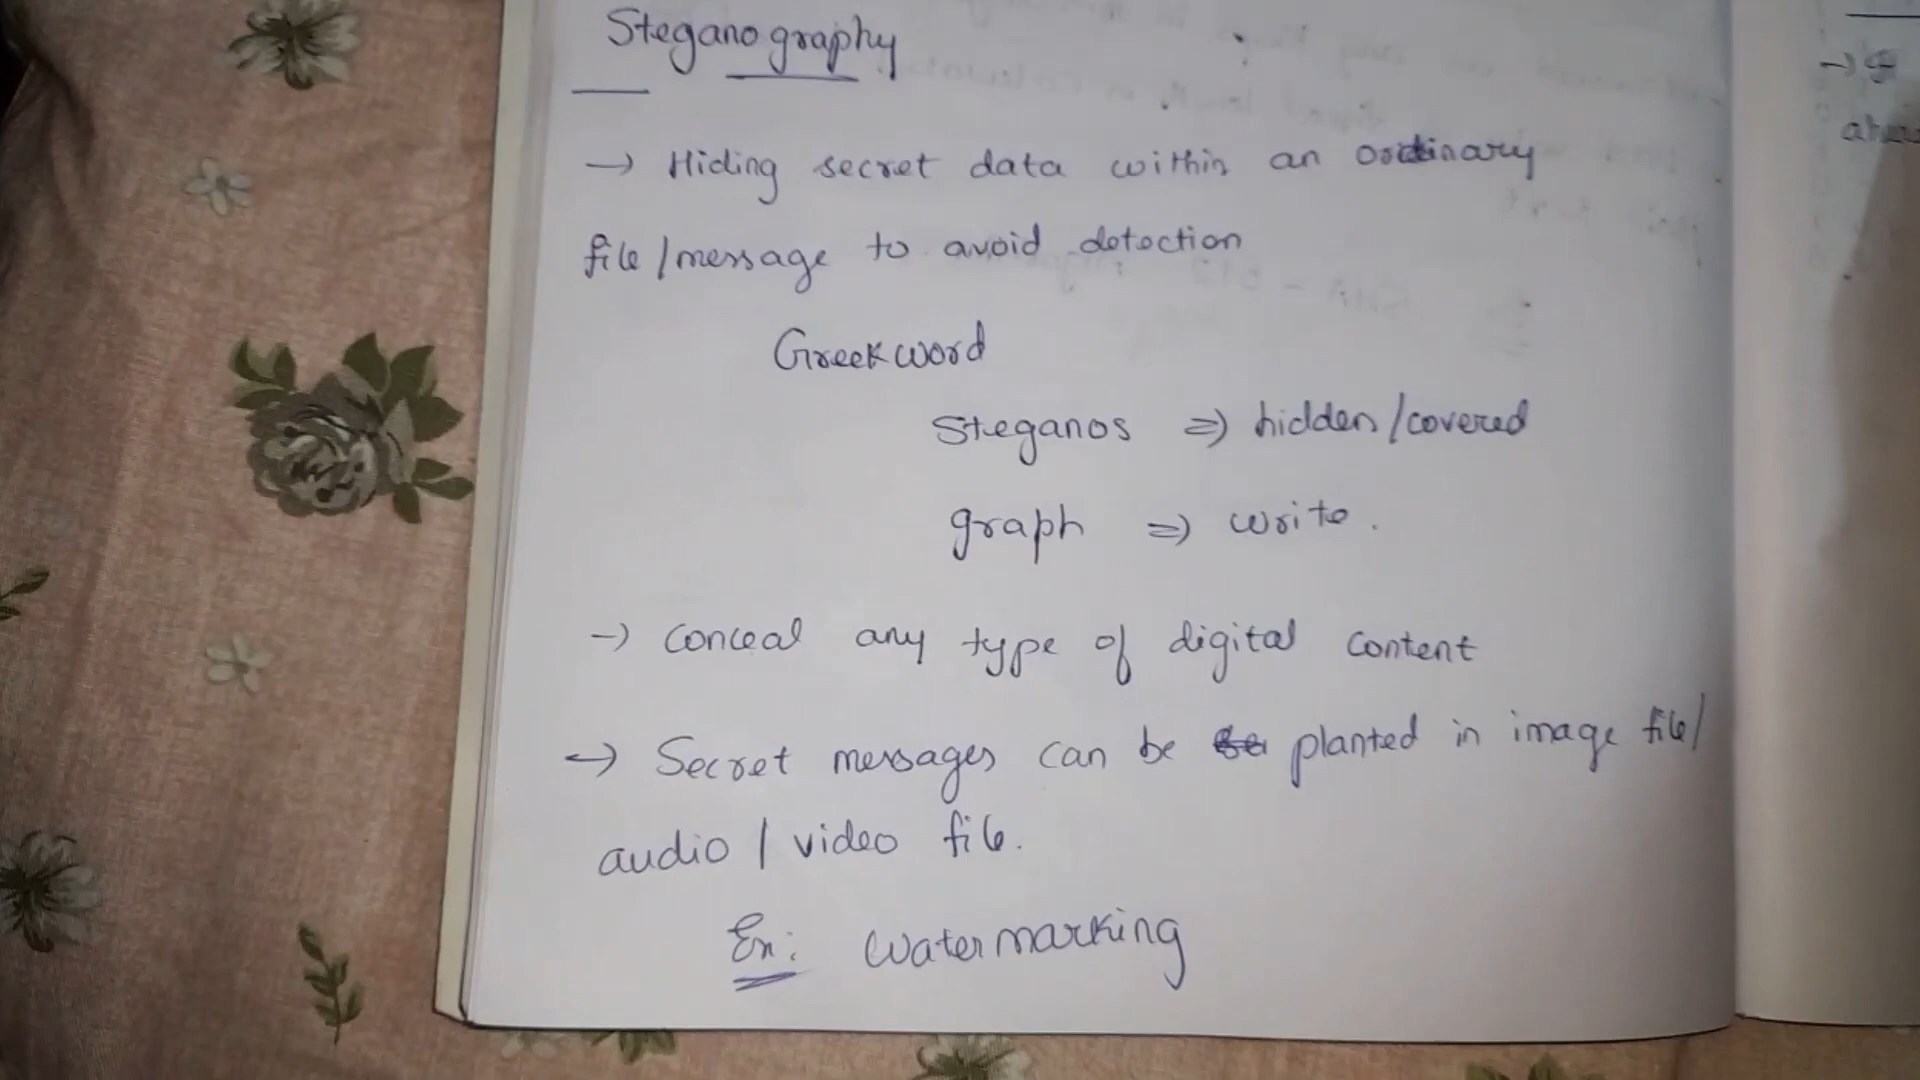 Steganography
→ Hiding secret data within an ordinary
file/message to avoid detection
Greek word
Steganos ⇒ hidden/covered
graph ⇒ write.
→ Conceal any type of digital content
→ Secret messages can be planted in image file/
audio / video file.
Ex: Watermarking